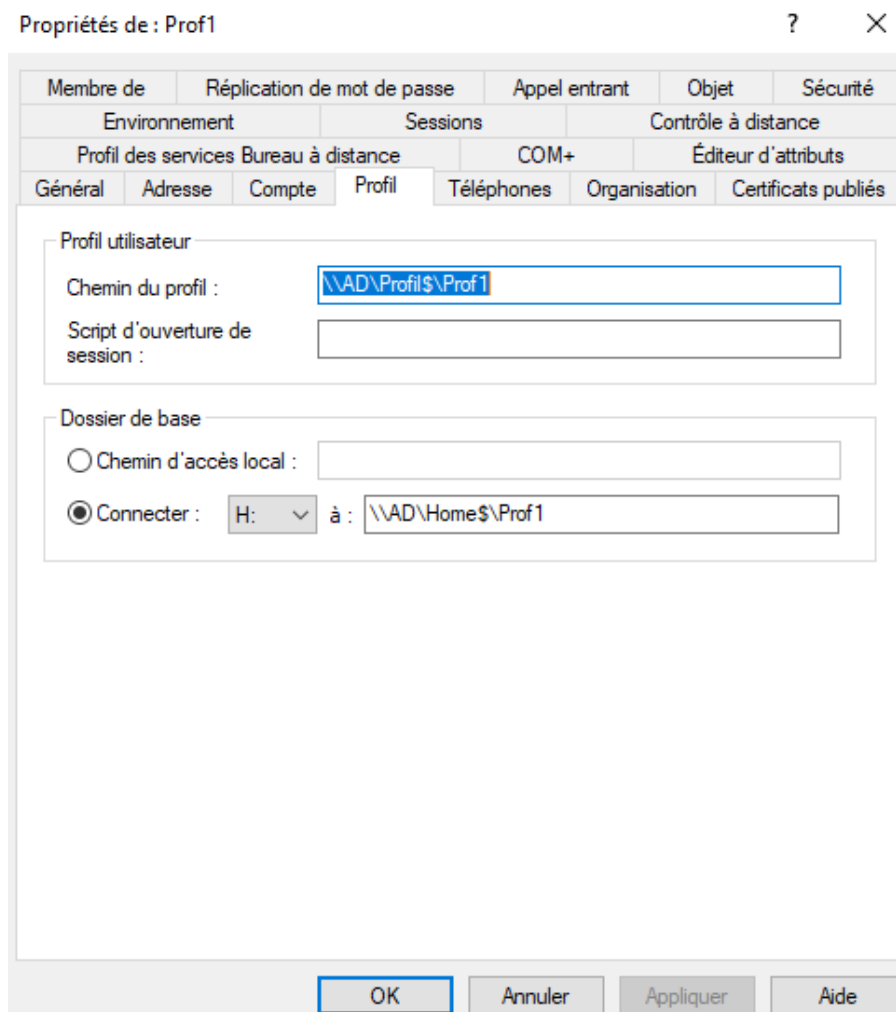 Propriétés de : Prof1 ? ×
Membre de Réplication de mot de passe Appel entrant Objet Sécurité
Environnement Sessions Contrôle à distance
Profil des services Bureau à distance COM+ Éditeur d'attributs
Général Adresse Compte Profil Téléphones Organisation Certificats publiés
Profil utilisateur
Chemin du profil : \\AD\Profil$\Prof1
Script d'ouverture de
session :
Dossier de base
Chemin d'accès local :
Connecter : H: à : \\AD\Home$\Prof1
OK Annuler Appliquer Aide